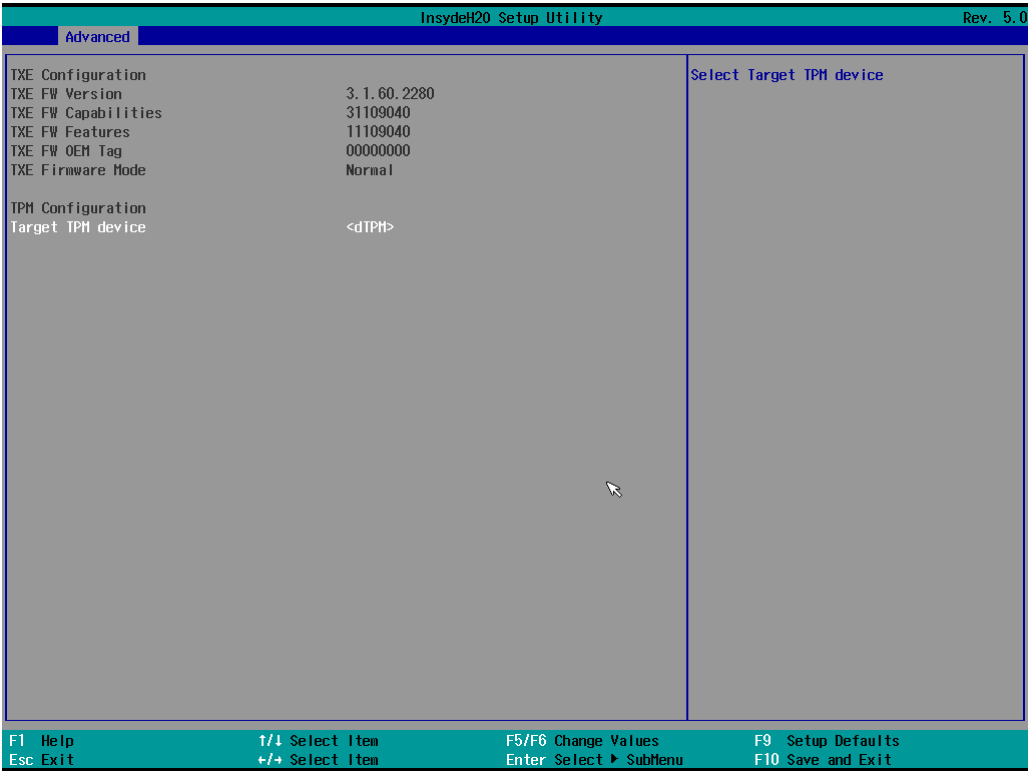 InsydeH20 Setup Utility Rev. 5.0
Advanced
TXE Configuration
TXE FW Version 3.1.60.2280
TXE FW Capabilities 31109040
TXE FW Features 11109040
TXE FW OEM Tag 00000000
TXE Firmware Mode Normal
TPM Configuration
Target TPM device <dTPM>
Select Target TPM device
F1 Help ↑/↓ Select Item F5/F6 Change Values F9 Setup Defaults
Esc Exit ←/→ Select Item Enter Select ▶ SubMenu F10 Save and Exit